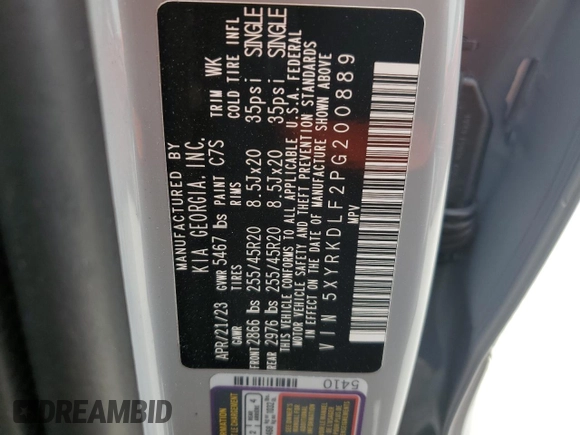 MANUFACTURED BY
KIA GEORGIA, INC.
APR/21/23 GVWR 5467 lbs PAINT C7S TRIM WK
GAWR TIRES RIMS COLD TIRE INFL
FRONT 2866 lbs 255/45R20 8.5Jx20 35psi SINGLE
REAR 2976 lbs 255/45R20 8.5Jx20 35psi SINGLE
THIS VEHICLE CONFORMS TO ALL APPLICABLE U.S.A. FEDERAL
MOTOR VEHICLE SAFETY AND THEFT PREVENTION STANDARDS
IN EFFECT ON THE DATE OF MANUFACTURE SHOWN ABOVE
VIN 5XYRKDLF2PG200889
MPV
5410
DREAMBID